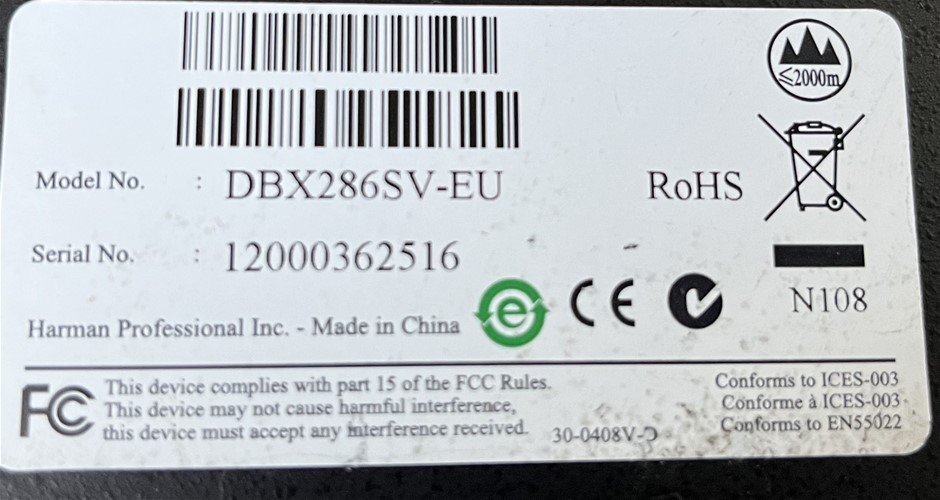 ≤2000m
Model No. : DBX286SV-EU
RoHS
Serial No. : 12000362516
N108
Harman Professional Inc. - Made in China
e
CE
FC
This device complies with part 15 of the FCC Rules.
This device may not cause harmful interference,
this device must accept any interference received.
30-0408V-D
Conforms to ICES-003
Conforme à ICES-003
Conforms to EN55022